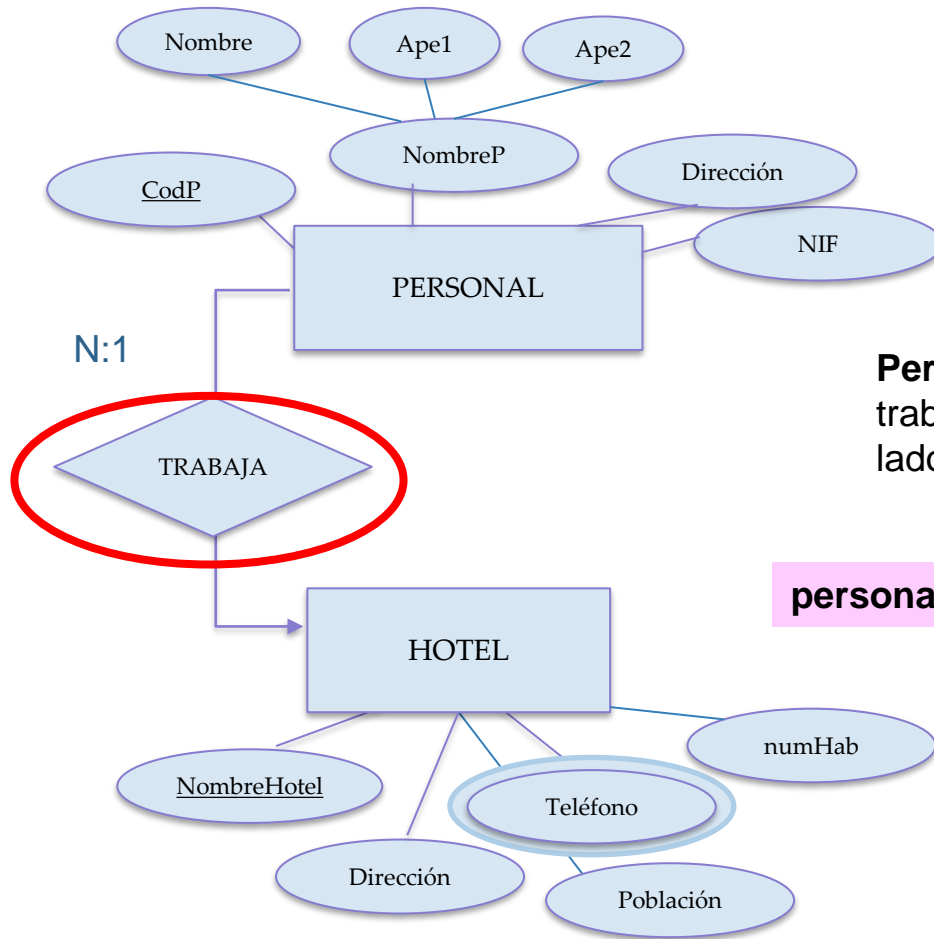 Nombre
Ape1
Ape2
NombreP
CodP
Dirección
NIF
PERSONAL
N:1
TRABAJA
HOTEL
NombreHotel
Dirección
Teléfono
Población
numHab